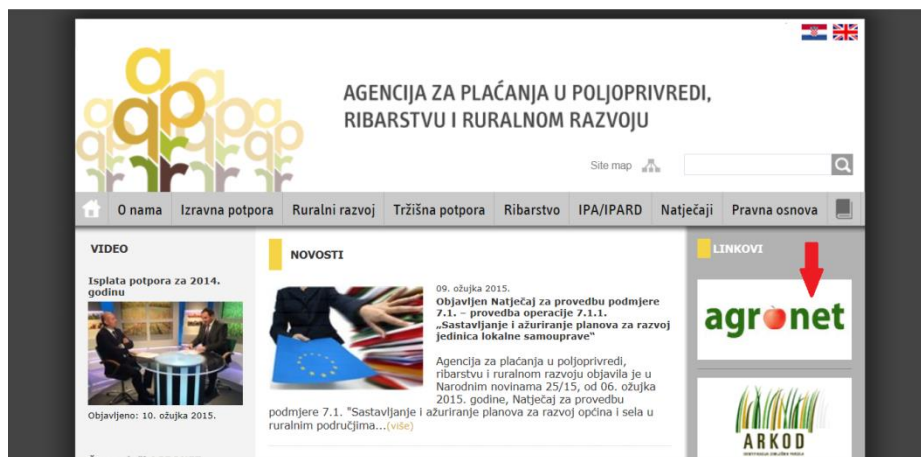 AGENCIJA ZA PLAĆANJA U POLJOPRIVREDI,
RIBARSTVU I RURALNOM RAZVOJU
Site map
O nama Izravna potpora Ruralni razvoj Tržišna potpora Ribarstvo IPA/IPARD Natječaji Pravna osnova
VIDEO
Isplata potpora za 2014.
godinu
Objavljeno: 10. ožujka 2015.
NOVOSTI
09. ožujka 2015.
Objavljen Natječaj za provedbu podmjere
7.1. – provedba operacije 7.1.1.
„Sastavljanje i ažuriranje planova za razvoj
jedinica lokalne samouprave“
Agencija za plaćanja u poljoprivredi,
ribarstvu i ruralnom razvoju objavila je u
Narodnim novinama 25/15, od 06. ožujka
2015. godine, Natječaj za provedbu
podmjere 7.1. "Sastavljanje i ažuriranje planova za razvoj općina i sela u
ruralnim područjima...(više)
LINKOVI
agronet
ARKOD